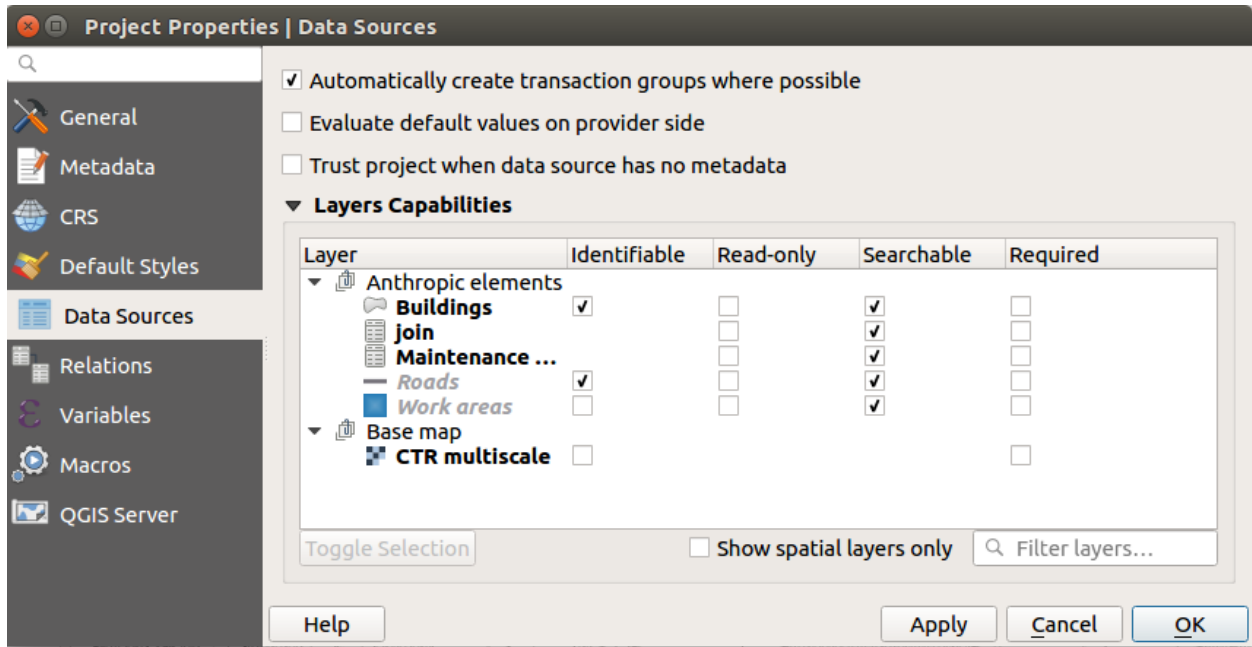 Project Properties | Data Sources
General
Metadata
CRS
Default Styles
Data Sources
Relations
Variables
Macros
QGIS Server
Automatically create transaction groups where possible
Evaluate default values on provider side
Trust project when data source has no metadata
Layers Capabilities
Layer Identifiable Read-only Searchable Required
Anthropic elements
Buildings
join
Maintenance ...
Roads
Work areas
Base map
CTR multiscale
Toggle Selection Show spatial layers only Filter layers...
Help Apply Cancel OK